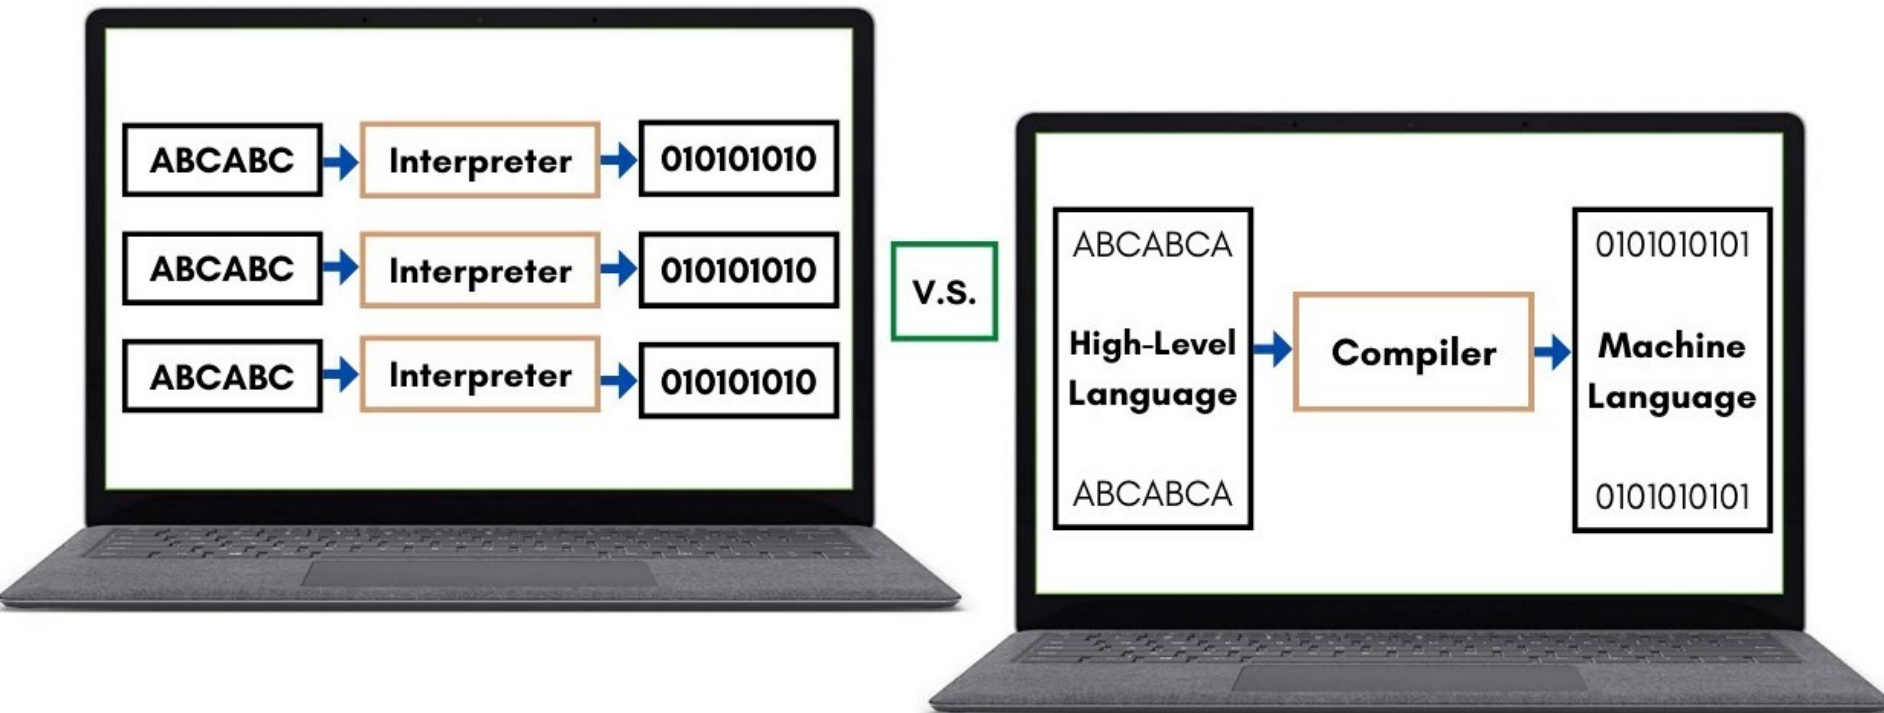 ABCABC
Interpreter
010101010
ABCABC
Interpreter
010101010
ABCABC
Interpreter
010101010
V.S.
ABCABCA
High-Level
Language
ABCABCA
Compiler
0101010101
Machine
Language
0101010101